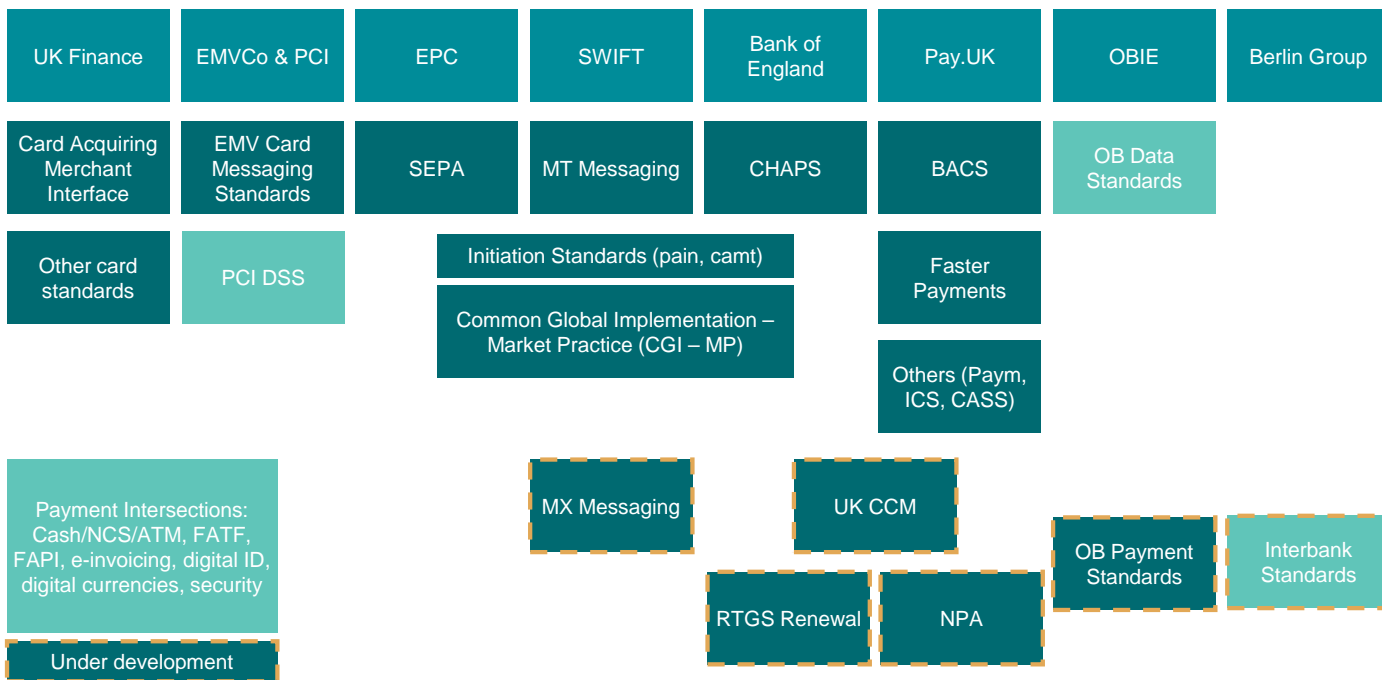 UK Finance
EMVCo & PCI
EPC
SWIFT
Bank of
England
Pay.UK
OBIE
Berlin Group
Card Acquiring
Merchant
Interface
EMV Card
Messaging
Standards
SEPA
MT Messaging
CHAPS
BACS
OB Data
Standards
Other card
standards
PCI DSS
Initiation Standards (pain, camt)
Common Global Implementation –
Market Practice (CGI – MP)
Faster
Payments
Others (Paym,
ICS, CASS)
Payment Intersections:
Cash/NCS/ATM, FATF,
FAPI, e-invoicing, digital ID,
digital currencies, security
MX Messaging
UK CCM
OB Payment
Standards
Interbank
Standards
RTGS Renewal
NPA
Under development